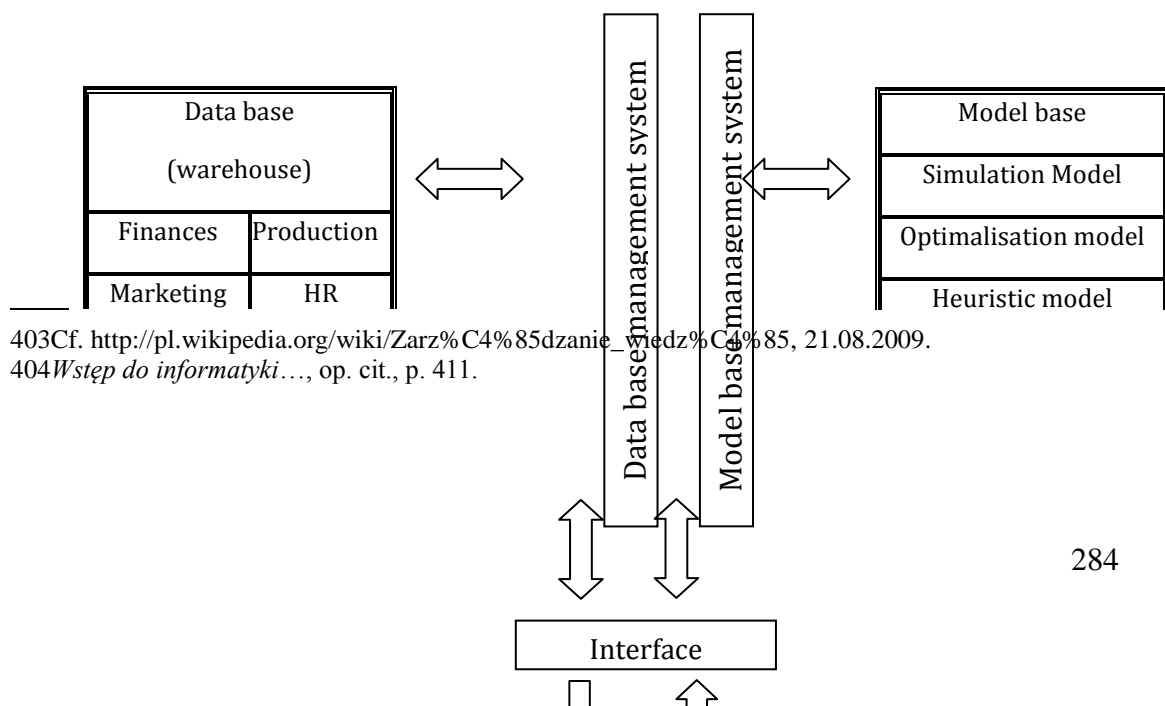 Data base
(warehouse)
Finances Production
Marketing HR
Data base management system
Model base management system
Model base
Simulation Model
Optimalisation model
Heuristic model
403Cf. http://pl.wikipedia.org/wiki/Zarz%C4%85dzanie_wiedz%C4%85, 21.08.2009.
404Wstęp do informatyki…, op. cit., p. 411.
284
Interface